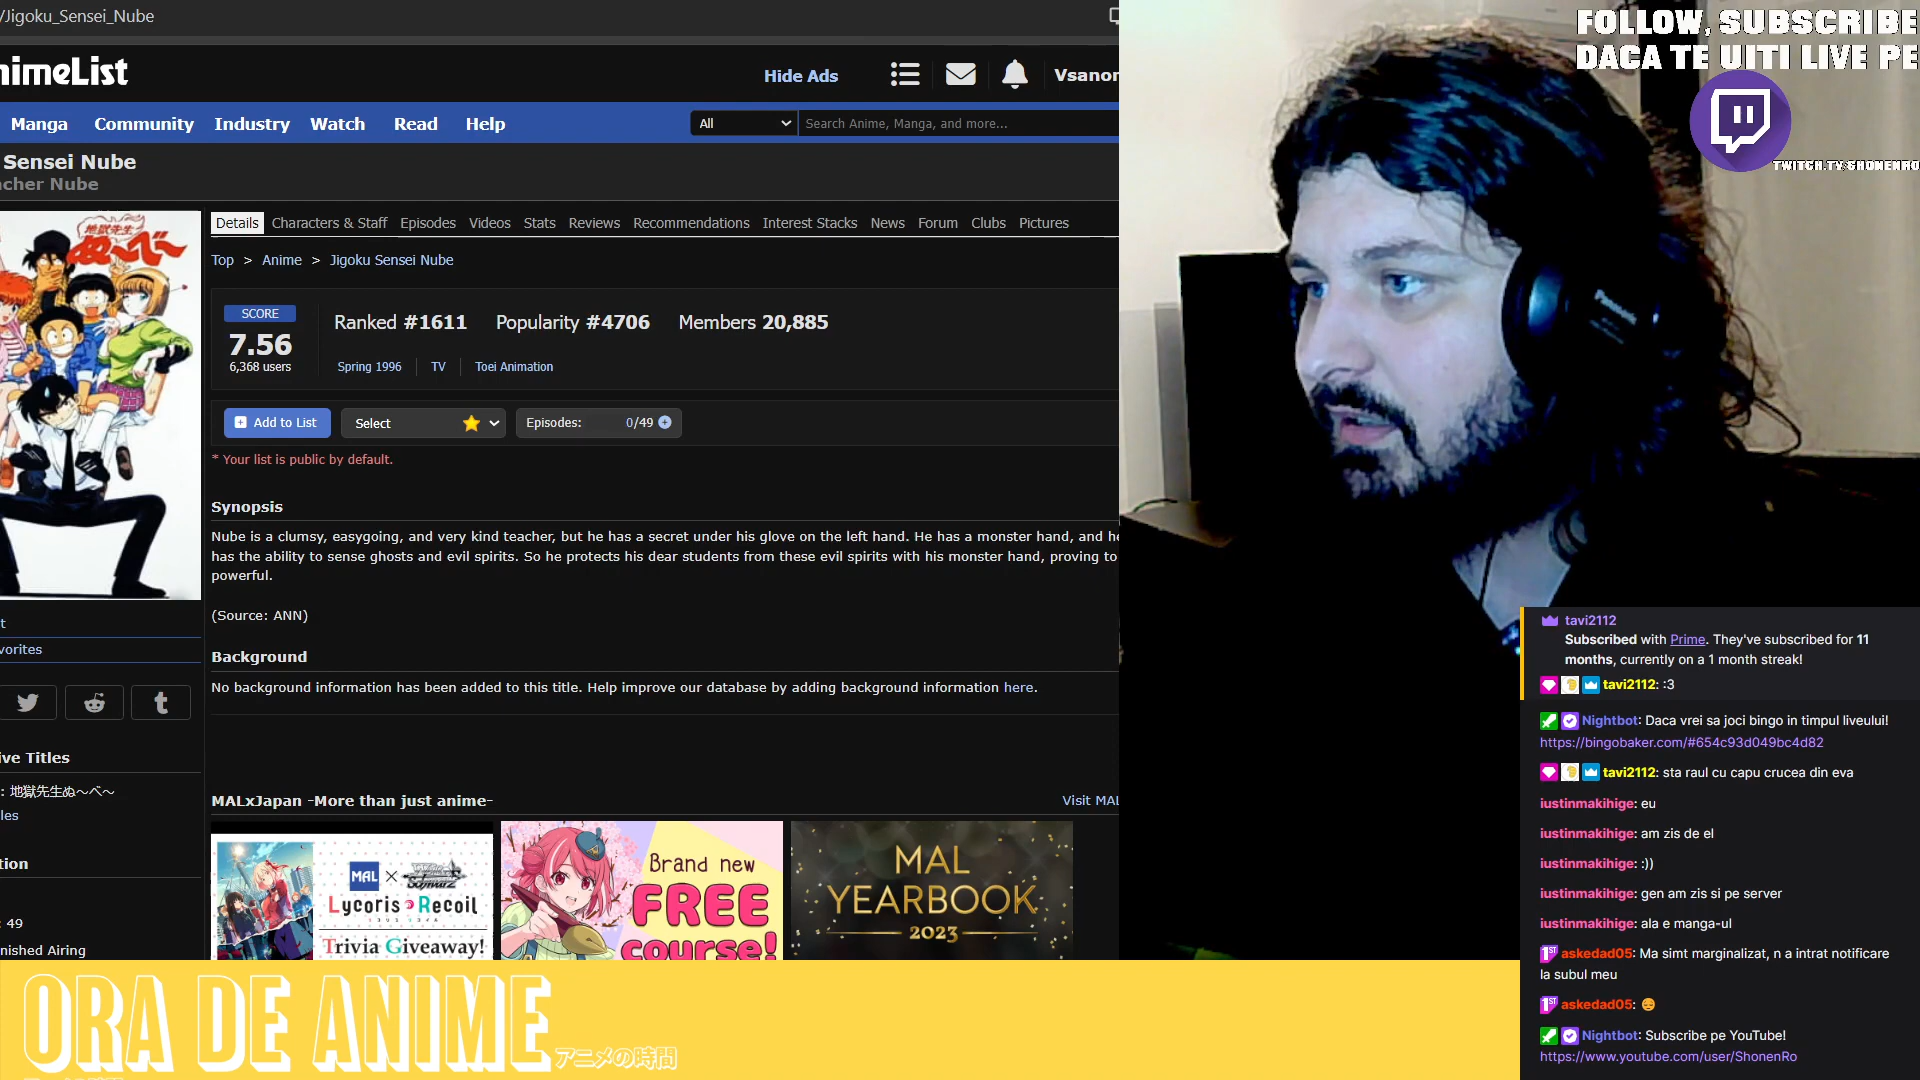 /Jigoku_Sensei_Nube
nimeList
Hide Ads
Vsanor
Manga Community Industry Watch Read Help
All
Search Anime, Manga, and more...
Sensei Nube
acher Nube
地獄先生
ぬ〜べ〜
Details Characters & Staff Episodes Videos Stats Reviews Recommendations Interest Stacks News Forum Clubs Pictures
Top > Anime > Jigoku Sensei Nube
SCORE
7.56
6,368 users
Ranked #1611 Popularity #4706 Members 20,885
Spring 1996 TV Toei Animation
Add to List
Select
Episodes: 0/49
* Your list is public by default.
Synopsis
Nube is a clumsy, easygoing, and very kind teacher, but he has a secret under his glove on the left hand. He has a monster hand, and he
has the ability to sense ghosts and evil spirits. So he protects his dear students from these evil spirits with his monster hand, proving to
powerful.
(Source: ANN)
Background
No background information has been added to this title. Help improve our database by adding background information here.
t
vorites
ive Titles
: 地獄先生ぬ〜べ〜
les
tion
: 49
nished Airing
MALxJapan -More than just anime-
Visit MAL
MAL ×
Lycoris Recoil
Trivia Giveaway!
Brand new
FREE
course!
MAL
YEARBOOK
2023
FOLLOW, SUBSCRIBE
DACA TE UITI LIVE PE
TWITCH.TV/SHONENRO
Panasonic
tavi2112
Subscribed with Prime. They've subscribed for 11
months, currently on a 1 month streak!
tavi2112: :3
Nightbot: Daca vrei sa joci bingo in timpul liveului!
https://bingobaker.com/#654c93d049bc4d82
tavi2112: sta raul cu capu crucea din eva
iustinmakihige: eu
iustinmakihige: am zis de el
iustinmakihige: :))
iustinmakihige: gen am zis si pe server
iustinmakihige: ala e manga-ul
1ST askedad05: Ma simt marginalizat, n a intrat notificare
la subul meu
1ST askedad05: 😔
Nightbot: Subscribe pe YouTube!
https://www.youtube.com/user/ShonenRo
ORA DE ANIME
アニメの時間